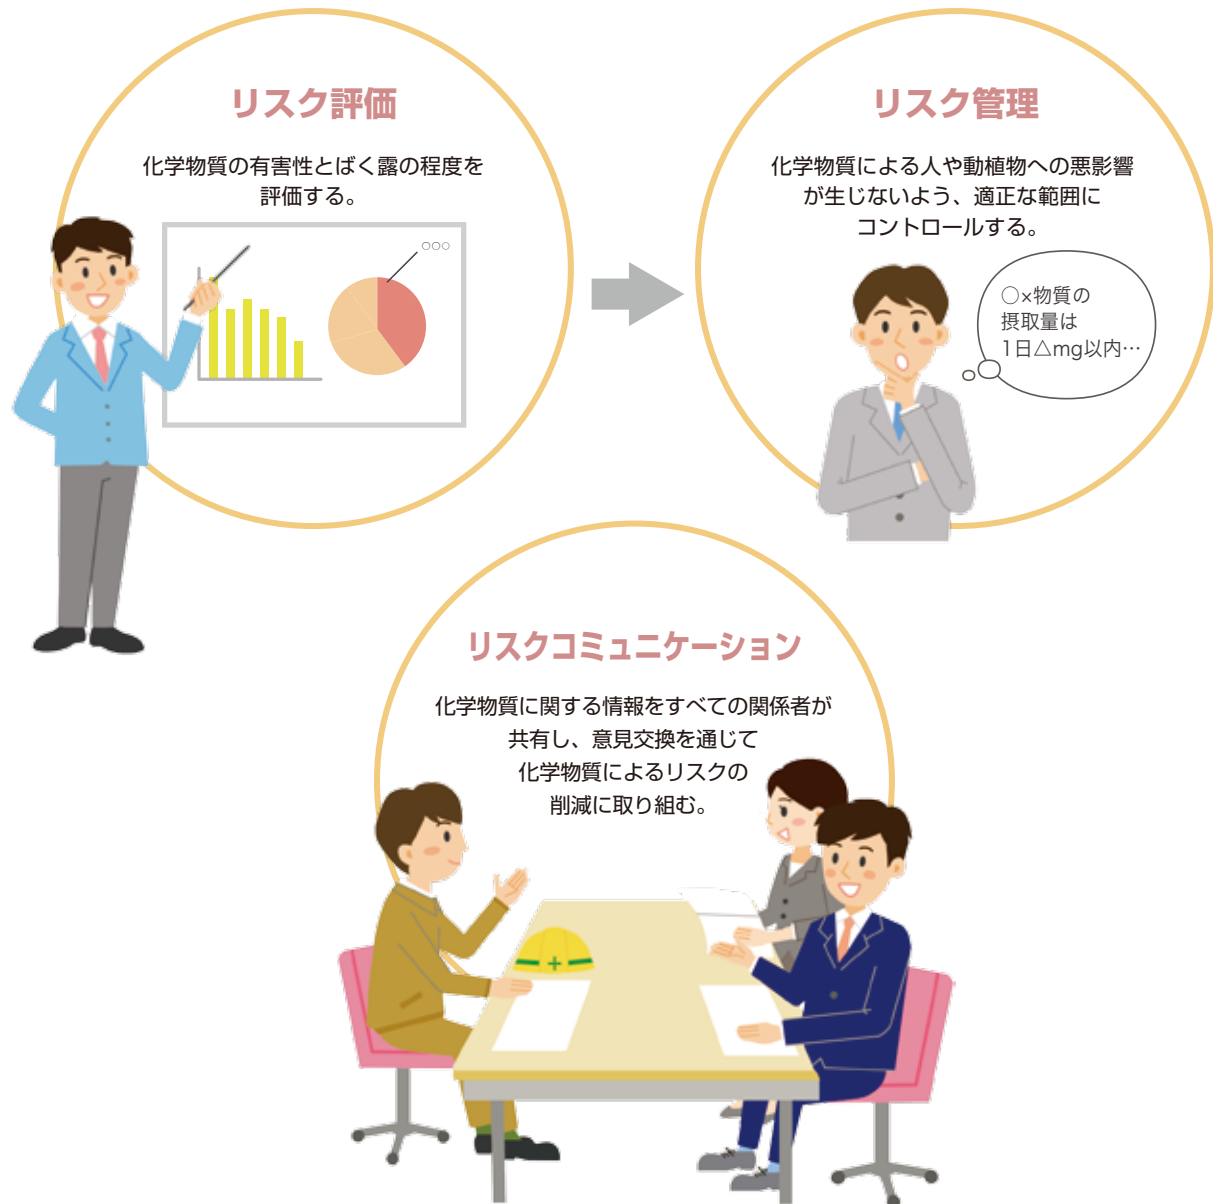 リスク評価
化学物質の有害性とばく露の程度を
評価する。
○○○
リスク管理
化学物質による人や動植物への悪影響
が生じないよう、適正な範囲に
コントロールする。
○×物質の
摂取量は
1日△mg以内…
リスクコミュニケーション
化学物質に関する情報をすべての関係者が
共有し、意見交換を通じて
化学物質によるリスクの
削減に取り組む。